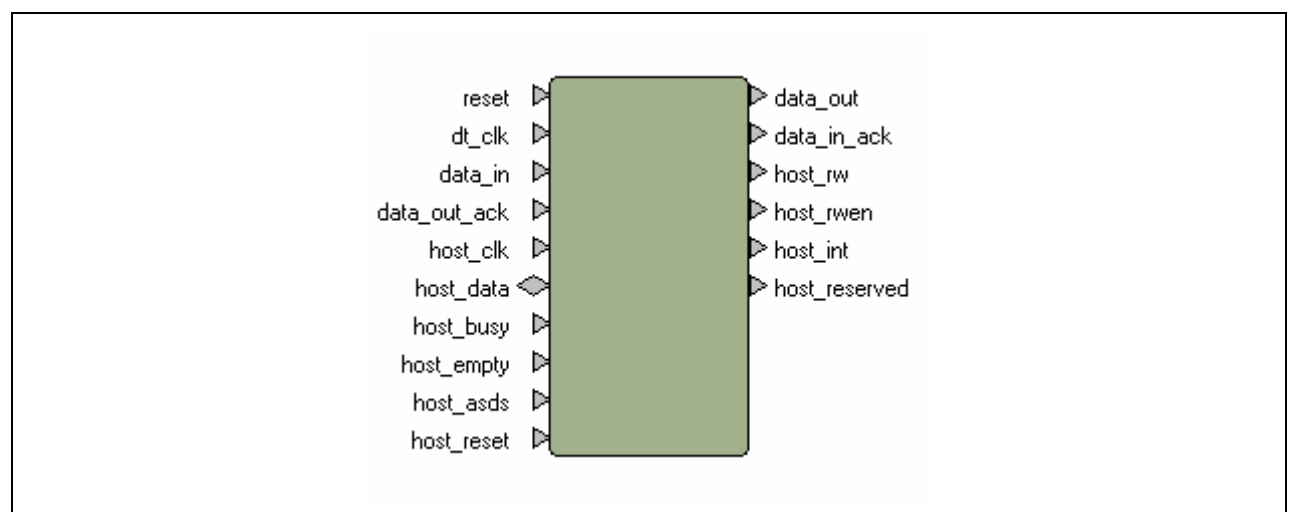 reset
dt_clk
data_in
data_out_ack
host_clk
host_data
host_busy
host_empty
host_asds
host_reset
data_out
data_in_ack
host_rw
host_rwen
host_int
host_reserved